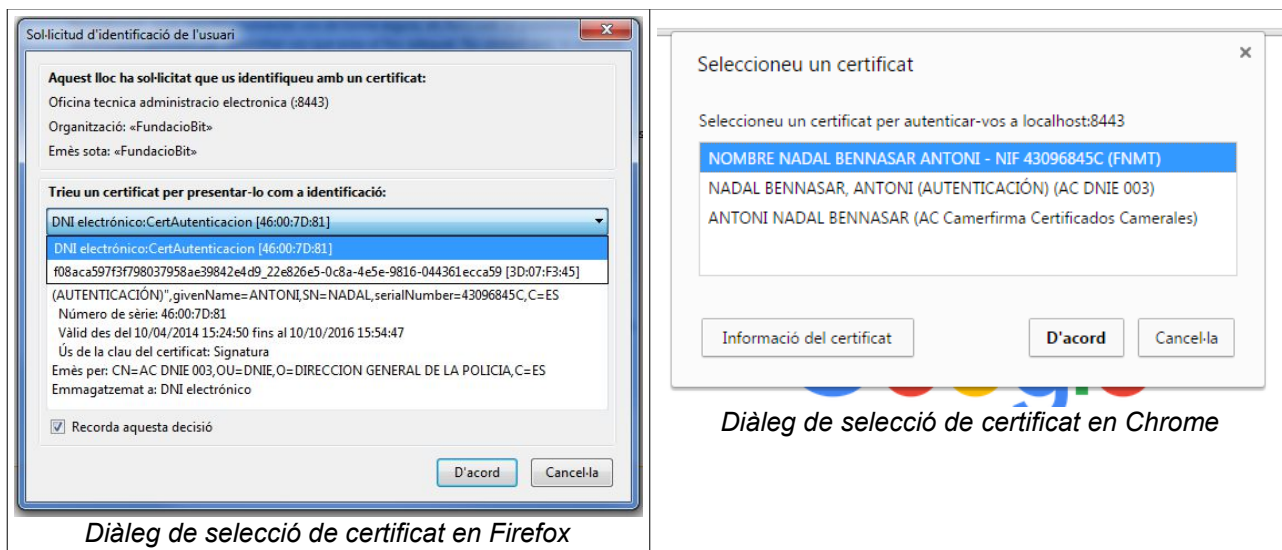 Sol·licitud d'identificació de l'usuari
Aquest lloc ha sol·licitat que us identifiqueu amb un certificat:
Oficina tecnica administracio electronica (:8443)
Organització: «FundacioBit»
Emès sota: «FundacioBit»
Trieu un certificat per presentar-lo com a identificació:
DNI electrónico:CertAutenticacion [46:00:7D:81]
DNI electrónico:CertAutenticacion [46:00:7D:81]
f08aca597f3f798037958ae39842e4d9_22e826e5-0c8a-4e5e-9816-044361ecca59 [3D:07:F3:45]
(AUTENTICACIÓN)",givenName=ANTONI,SN=NADAL,serialNumber=43096845C,C=ES
Número de sèrie: 46:00:7D:81
Vàlid des del 10/04/2014 15:24:50 fins al 10/10/2016 15:54:47
Ús de la clau del certificat: Signatura
Emès per: CN=AC DNIE 003,OU=DNIE,O=DIRECCION GENERAL DE LA POLICIA,C=ES
Emmagatzemat a: DNI electrónico
Recorda aquesta decisió
D'acord
Cancel·la
Diàleg de selecció de certificat en Firefox
Seleccioneu un certificat
Seleccioneu un certificat per autenticar-vos a localhost:8443
NOMBRE NADAL BENNASAR ANTONI - NIF 43096845C (FNMT)
NADAL BENNASAR, ANTONI (AUTENTICACIÓN) (AC DNIE 003)
ANTONI NADAL BENNASAR (AC Camerfirma Certificados Camerales)
Informació del certificat
D'acord
Cancel·la
Diàleg de selecció de certificat en Chrome